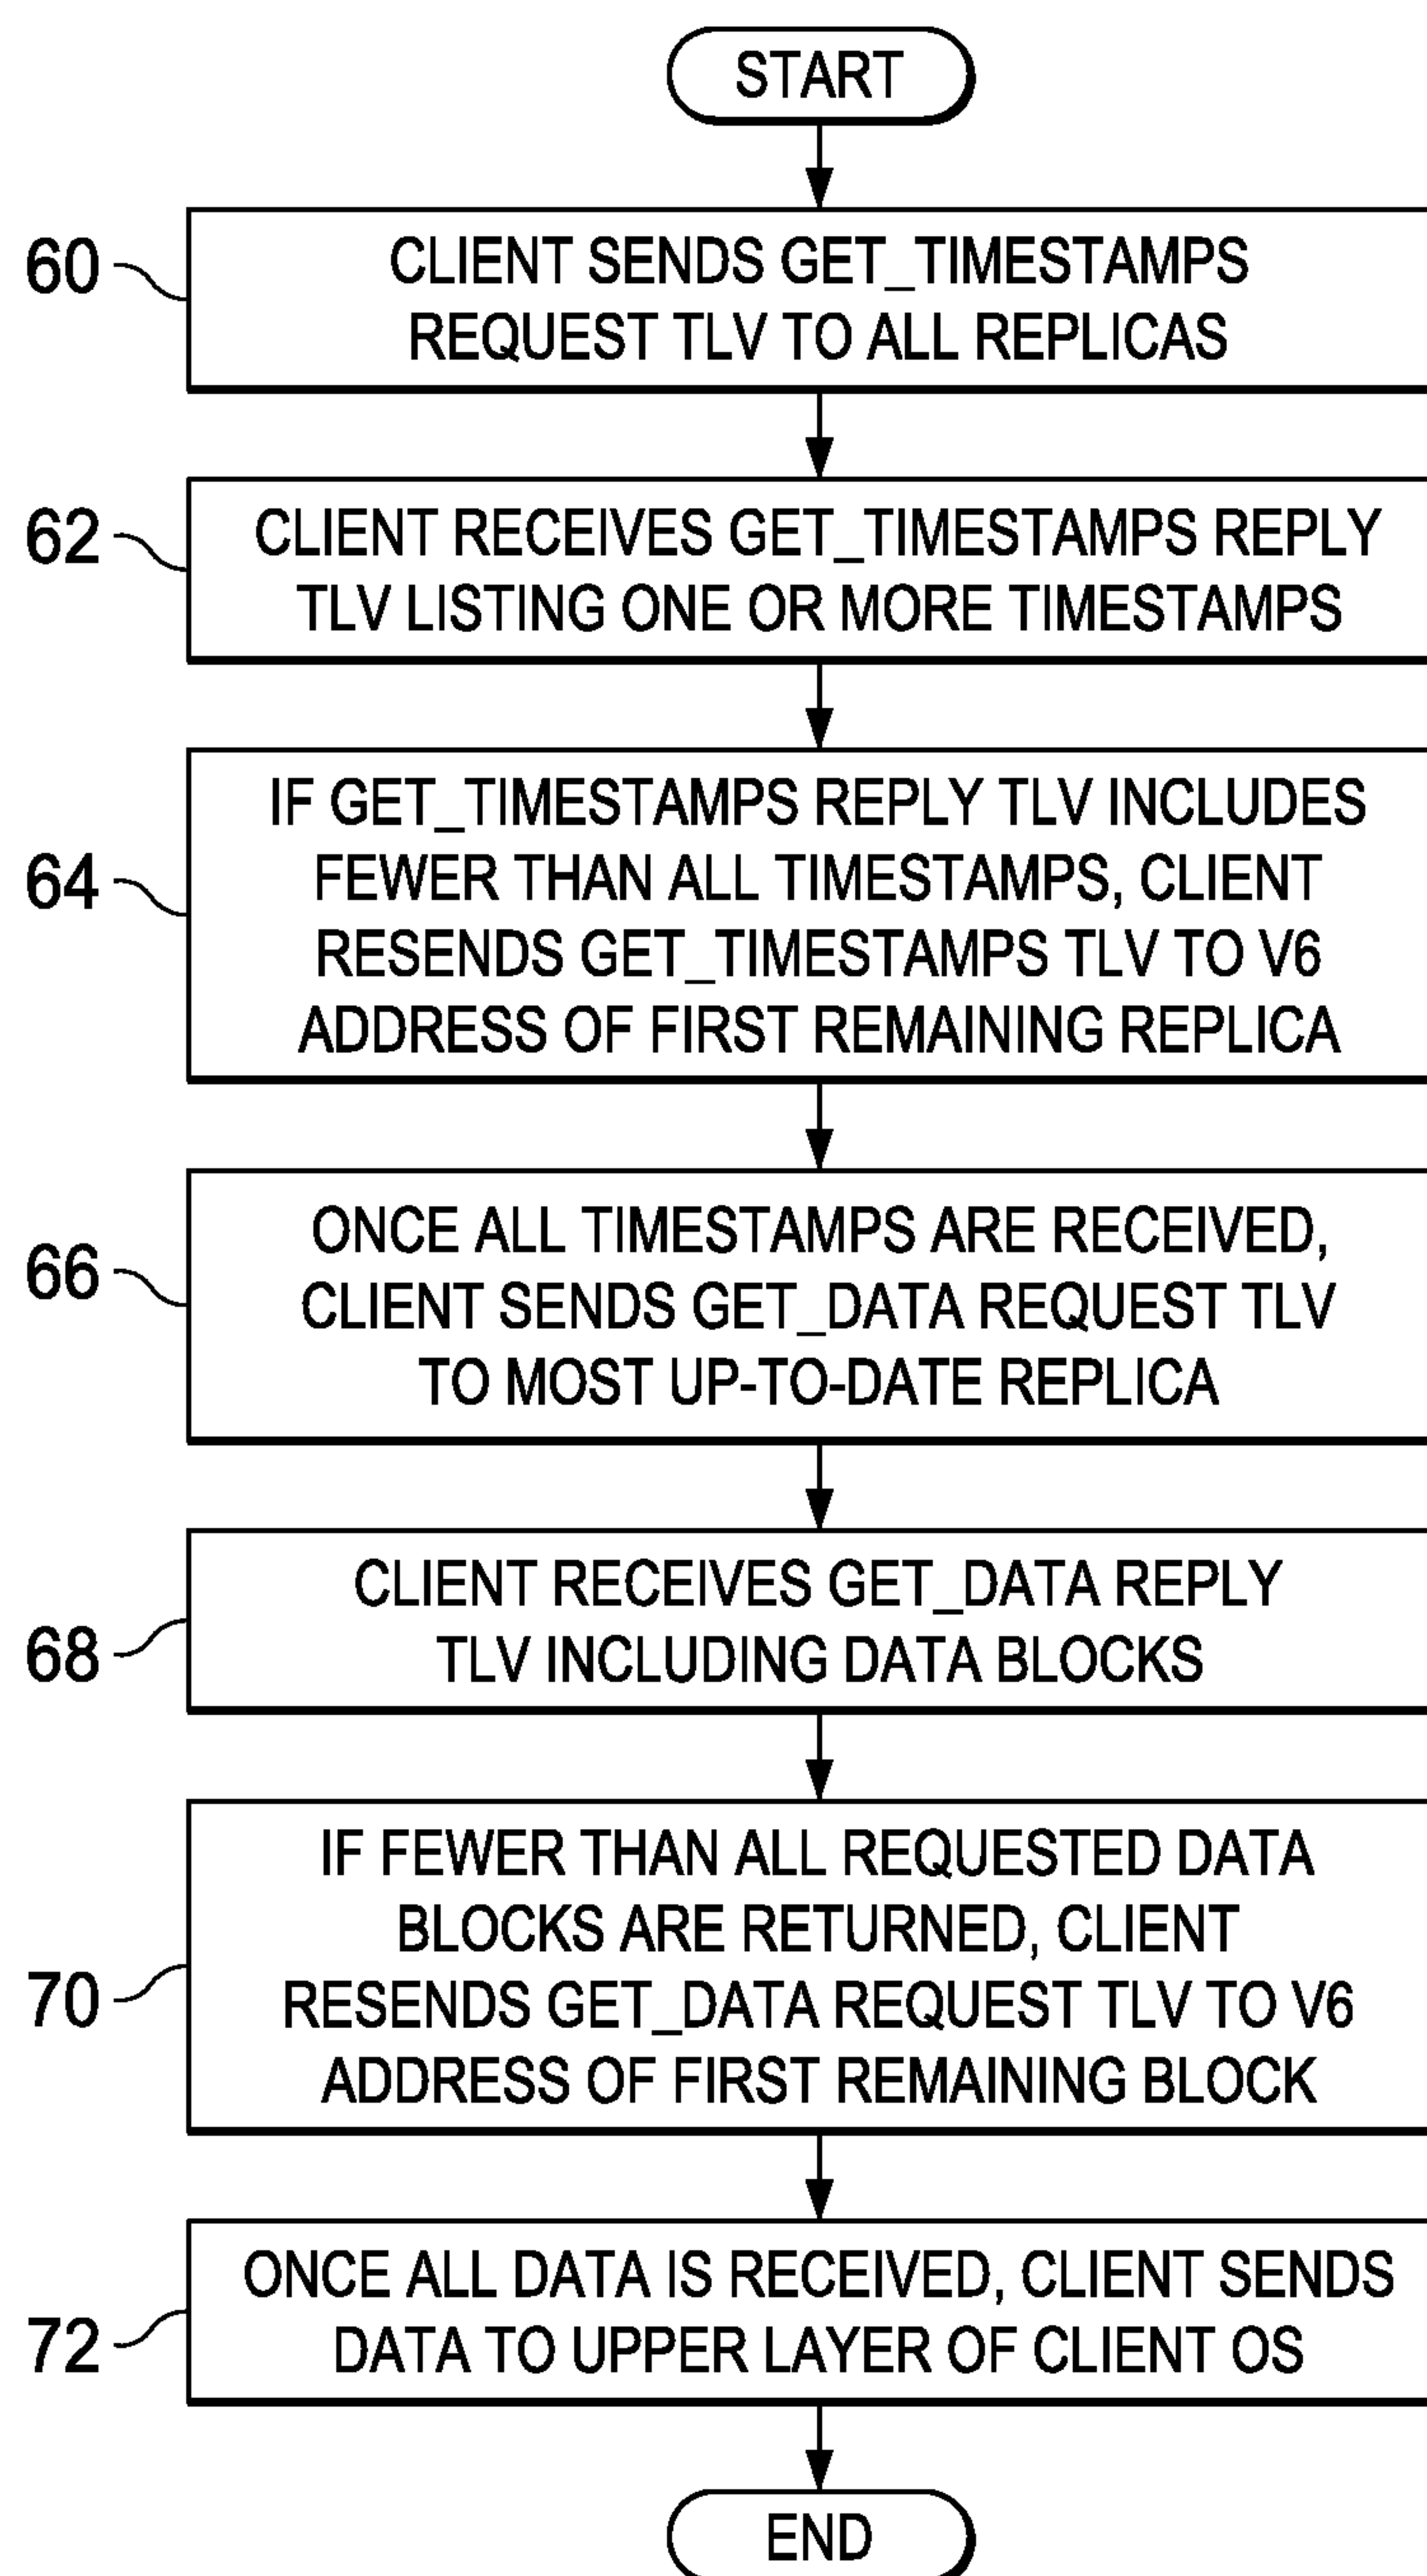 START
60
CLIENT SENDS GET_TIMESTAMPS
REQUEST TLV TO ALL REPLICAS
62
CLIENT RECEIVES GET_TIMESTAMPS REPLY
TLV LISTING ONE OR MORE TIMESTAMPS
64
IF GET_TIMESTAMPS REPLY TLV INCLUDES
FEWER THAN ALL TIMESTAMPS, CLIENT
RESENDS GET_TIMESTAMPS TLV TO V6
ADDRESS OF FIRST REMAINING REPLICA
66
ONCE ALL TIMESTAMPS ARE RECEIVED,
CLIENT SENDS GET_DATA REQUEST TLV
TO MOST UP-TO-DATE REPLICA
68
CLIENT RECEIVES GET_DATA REPLY
TLV INCLUDING DATA BLOCKS
70
IF FEWER THAN ALL REQUESTED DATA
BLOCKS ARE RETURNED, CLIENT
RESENDS GET_DATA REQUEST TLV TO V6
ADDRESS OF FIRST REMAINING BLOCK
72
ONCE ALL DATA IS RECEIVED, CLIENT SENDS
DATA TO UPPER LAYER OF CLIENT OS
END